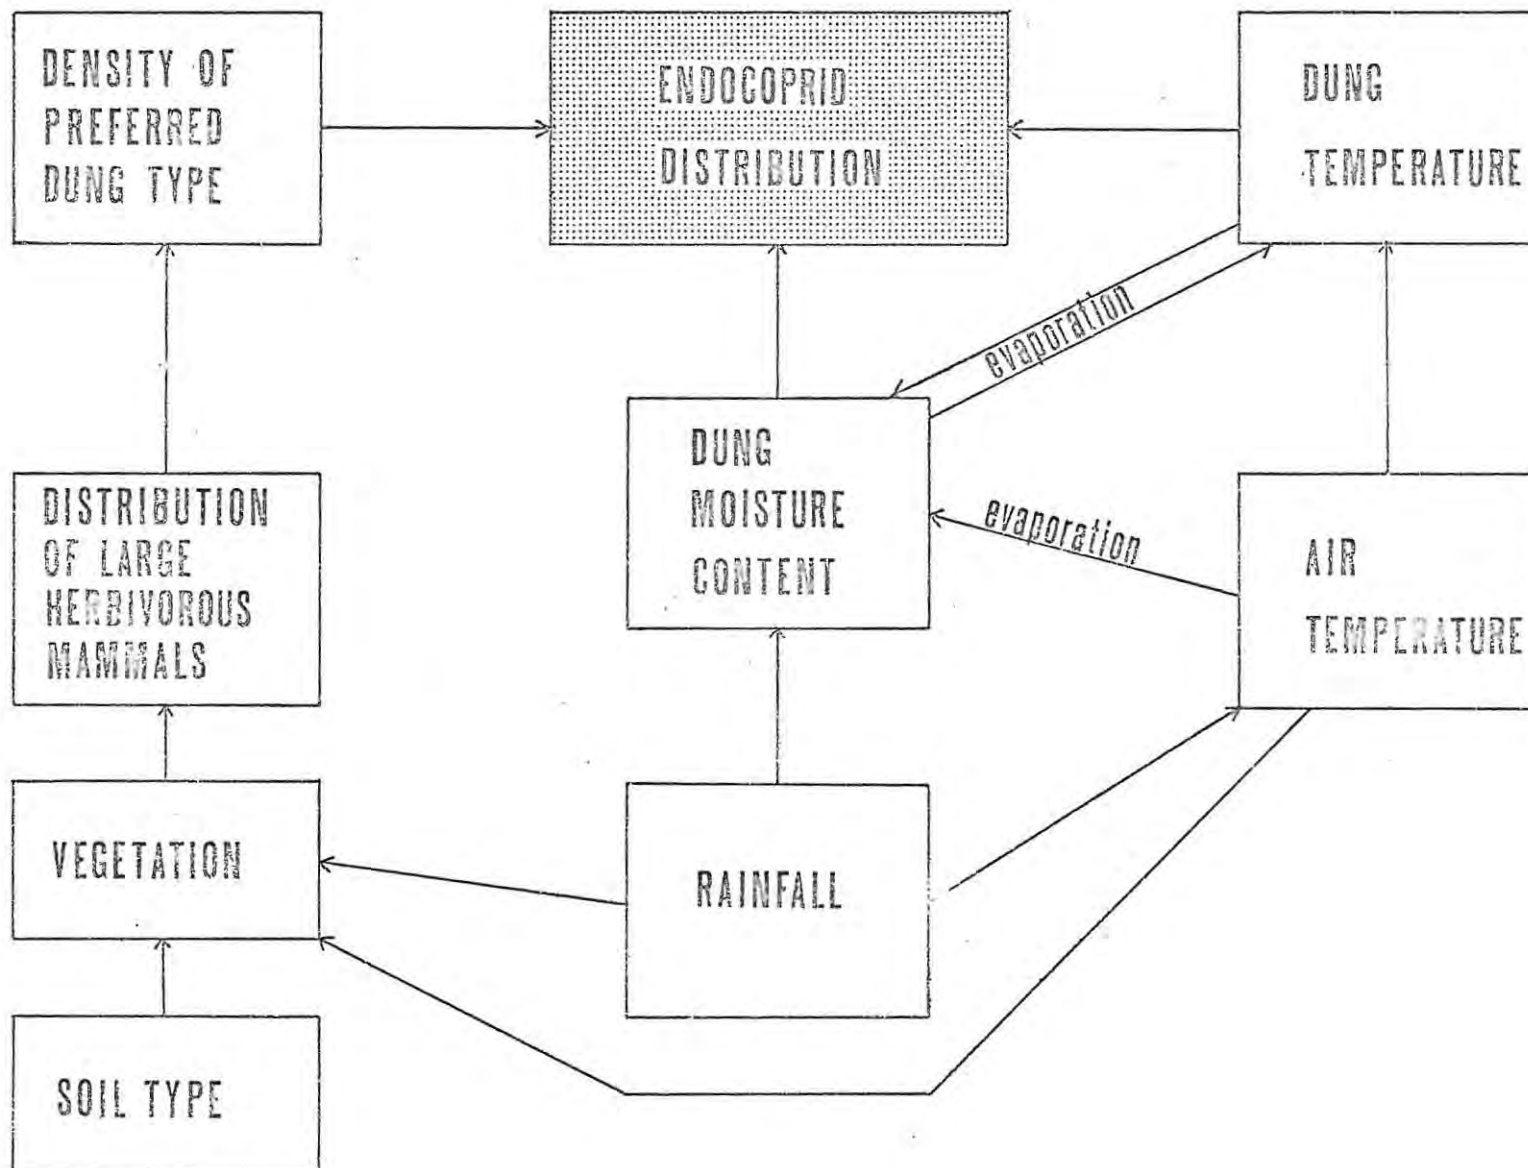 DENSITY OF
PREFERRED
DUNG TYPE
ENDOCOPRID
DISTRIBUTION
DUNG
TEMPERATURE
evaporation
DISTRIBUTION
OF LARGE
HERBIVOROUS
MAMMALS
DUNG
MOISTURE
CONTENT
evaporation
AIR
TEMPERATURE
VEGETATION
RAINFALL
SOIL TYPE